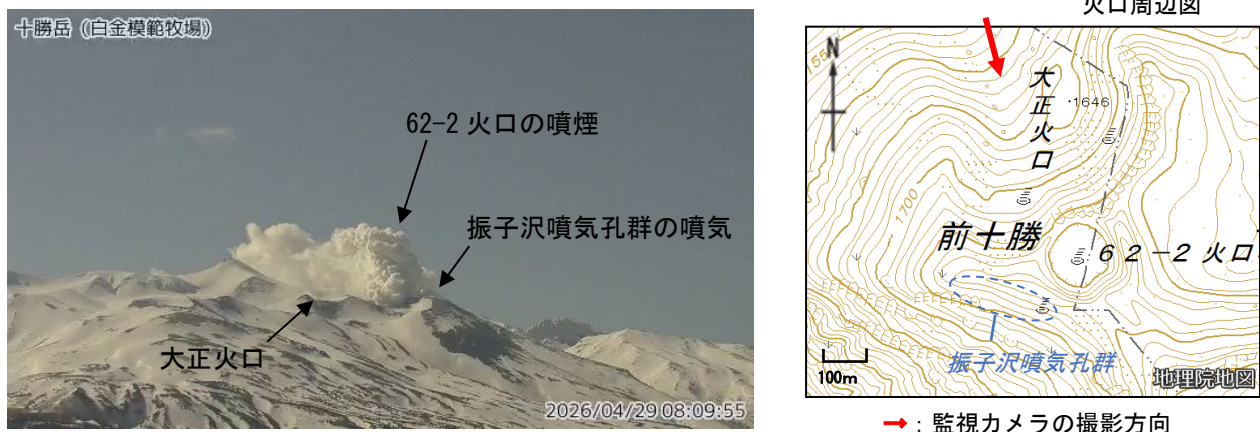 十勝岳（白金模範牧場）
62-2 火口の噴煙
振子沢噴気孔群の噴気
大正火口
2026/04/29 08:09:55
火口周辺図
N
大正火口
・1646
1700
前十勝
62-2 火口
振子沢噴気孔群
100m
地理院地図
→：監視カメラの撮影方向